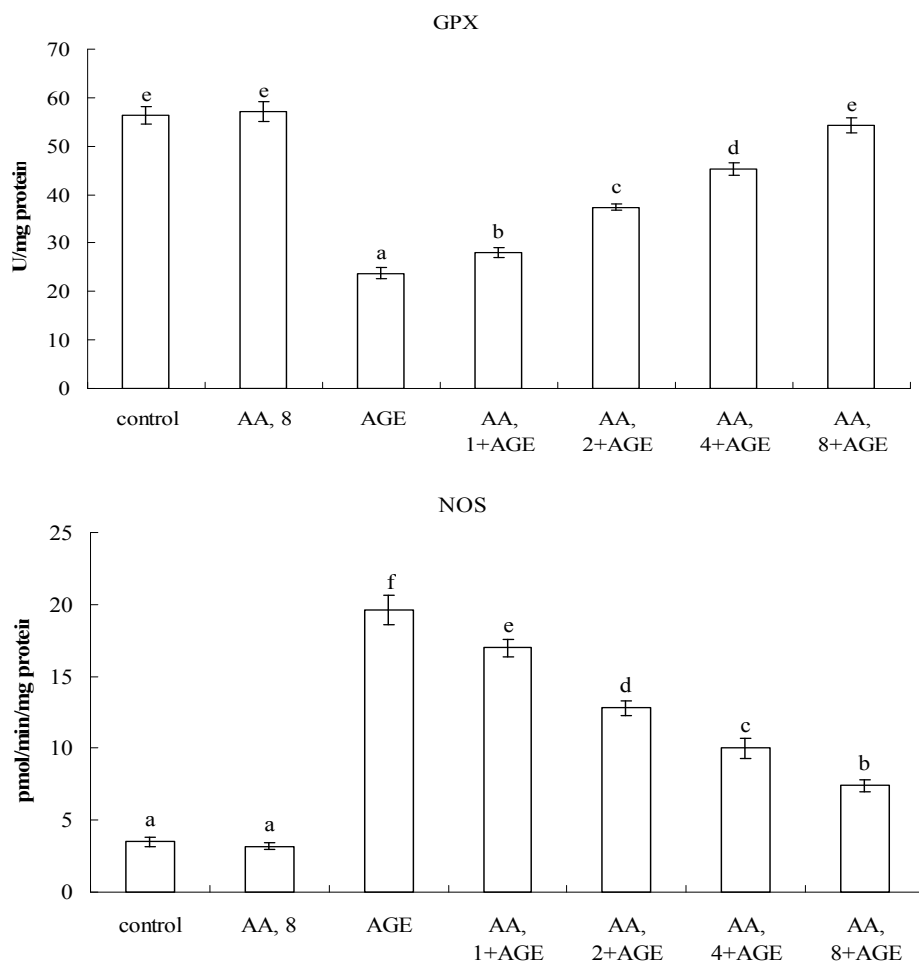 GPX
70
60
50
40
30
20
10
0
U/mg protein
e
e
a
b
c
d
e
control
AA, 8
AGE
AA,
1+AGE
AA,
2+AGE
AA,
4+AGE
AA,
8+AGE
NOS
25
20
15
10
5
0
pmol/min/mg protein
a
a
f
e
d
c
b
control
AA, 8
AGE
AA,
1+AGE
AA,
2+AGE
AA,
4+AGE
AA,
8+AGE